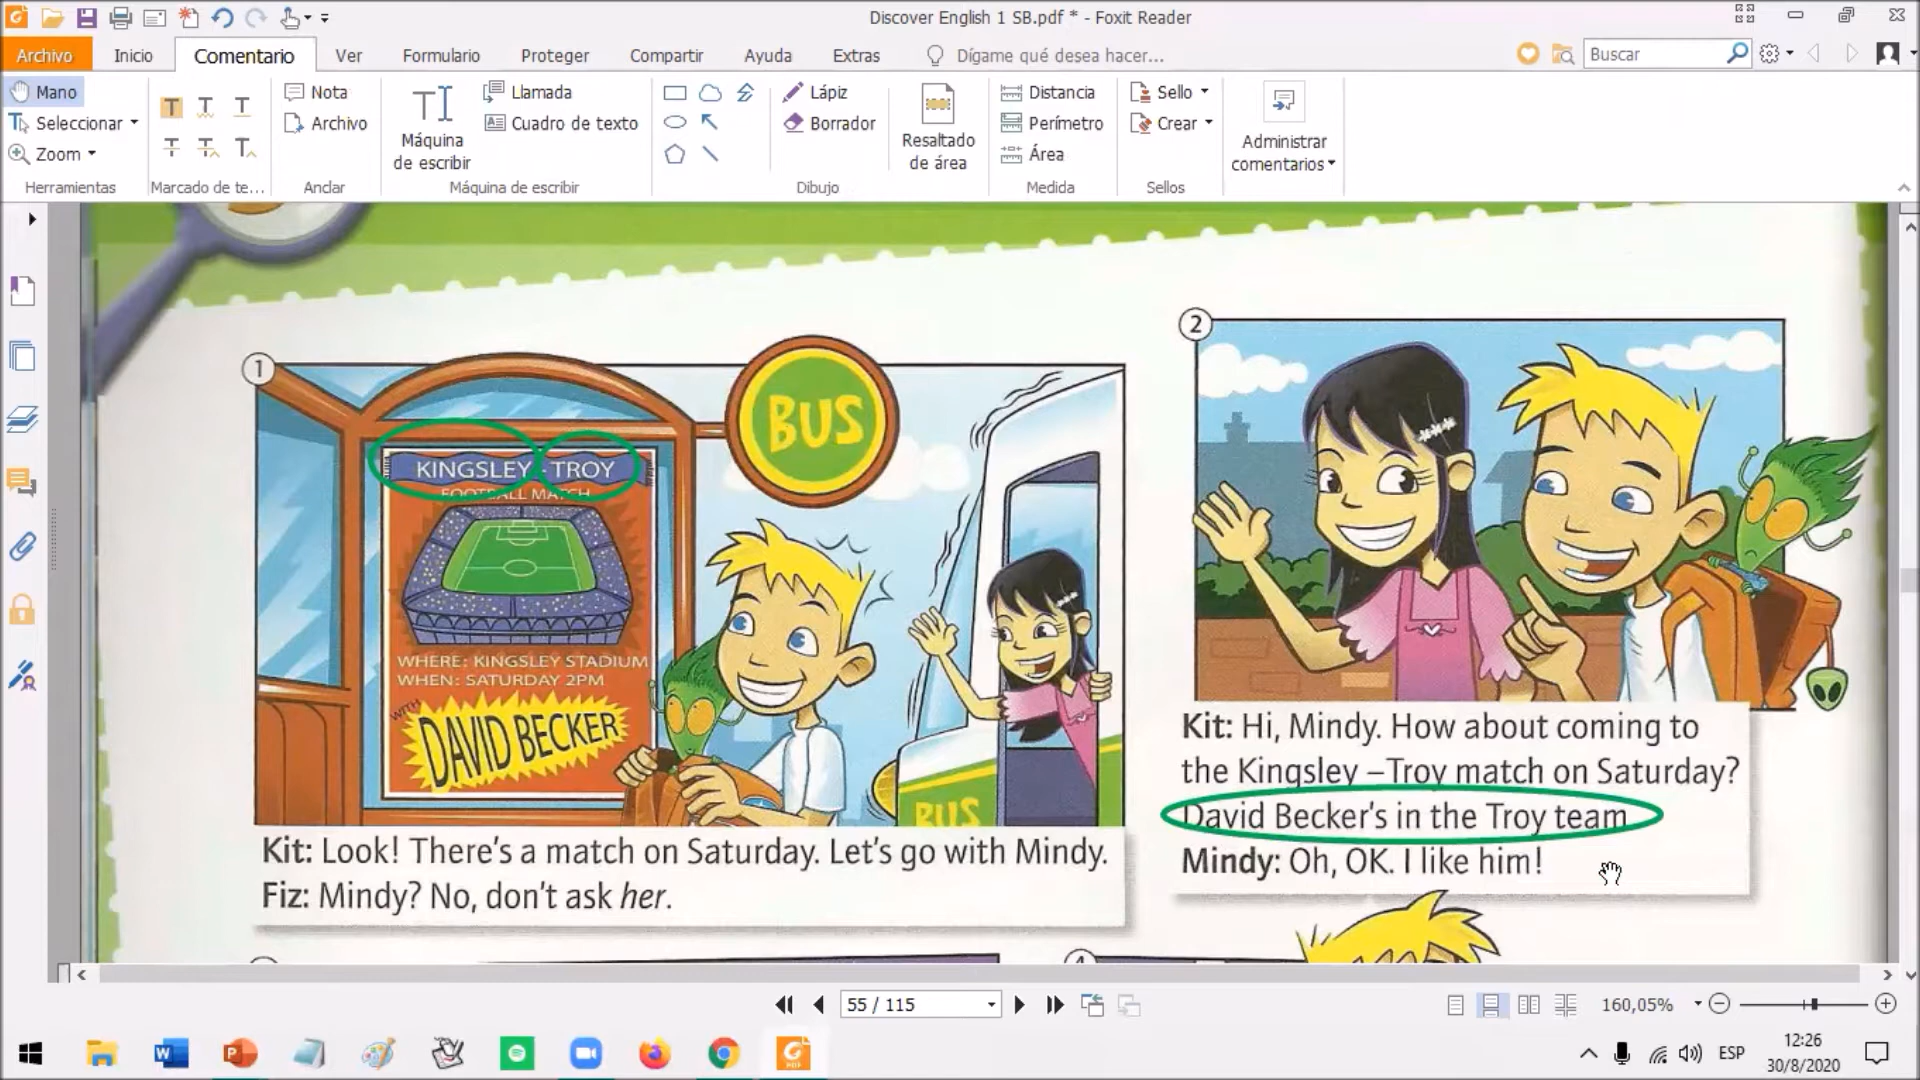 Discover English 1 SB.pdf * - Foxit Reader
Archivo Inicio Comentario Ver Formulario Proteger Compartir Ayuda Extras Dígame qué desea hacer... Buscar
Mano
Seleccionar
Zoom
Herramientas
Marcado de te...
Nota
Archivo
Anclar
Máquina
de escribir
Llamada
Cuadro de texto
Máquina de escribir
Lápiz
Borrador
Dibujo
Resaltado
de área
Distancia
Perímetro
Área
Medida
Sello
Crear
Sellos
Administrar
comentarios
1
BUS
KINGSLEY - TROY
FOOTBALL MATCH
WHERE: KINGSLEY STADIUM
WHEN: SATURDAY 2PM
WITH
DAVID BECKER
BUS
Kit: Look! There's a match on Saturday. Let's go with Mindy.
Fiz: Mindy? No, don't ask her.
2
Kit: Hi, Mindy. How about coming to
the Kingsley –Troy match on Saturday?
David Becker's in the Troy team
Mindy: Oh, OK. I like him!
4
55 / 115
160,05%
ESP
12:26
30/8/2020